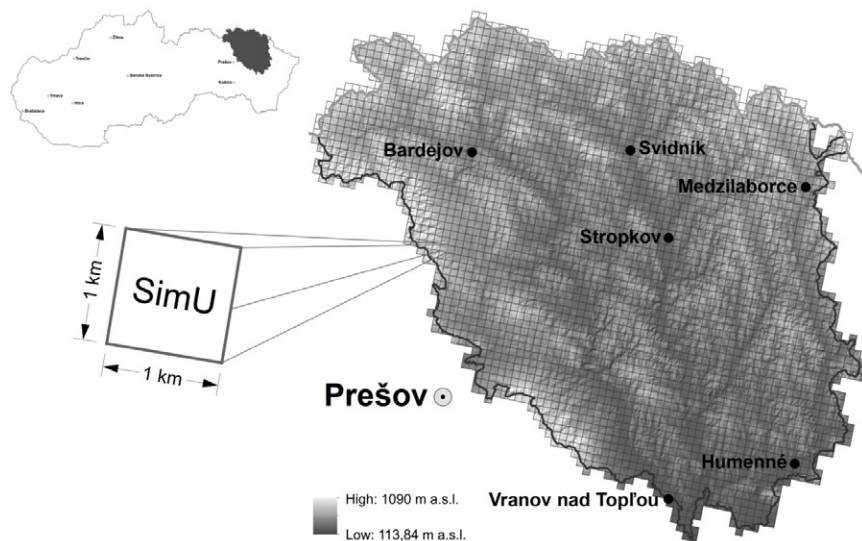 Žilina
Trenčín
Prešov
Banská Bystrica
Košice
Trnava
Nitra
Bratislava
Bardejov
Svidník
Medzilaborce
Stropkov
1 km
SimU
1 km
Prešov
Humenné
Vranov nad Topľou
High: 1090 m a.s.l.
Low: 113,84 m a.s.l.